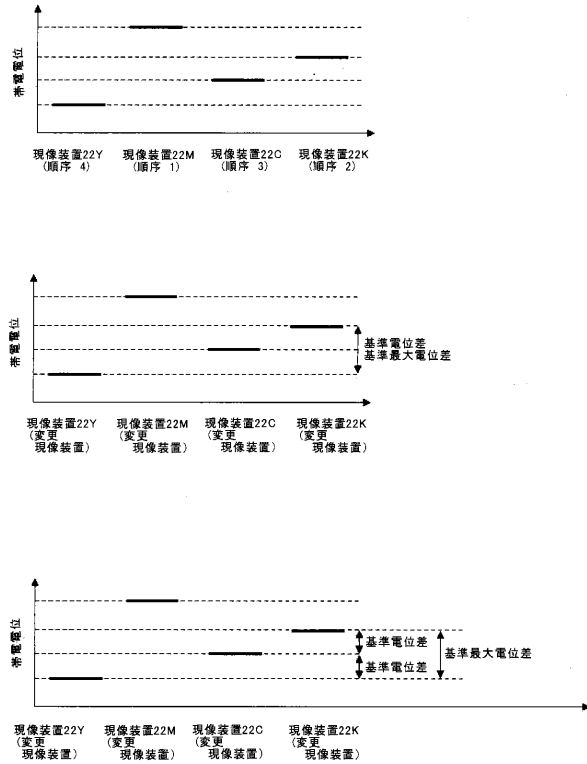 帯電電位
現像装置22Y 現像装置22M 現像装置22C 現像装置22K
(順序 4) (順序 1) (順序 3) (順序 2)
帯電電位
基準電位差
基準最大電位差
現像装置22Y 現像装置22M 現像装置22C 現像装置22K
(変更 (変更 (変更 (変更
現像装置) 現像装置) 現像装置) 現像装置)
帯電電位
基準電位差
基準最大電位差
基準電位差
現像装置22Y 現像装置22M 現像装置22C 現像装置22K
(変更 (変更 (変更 (変更
現像装置) 現像装置) 現像装置) 現像装置)